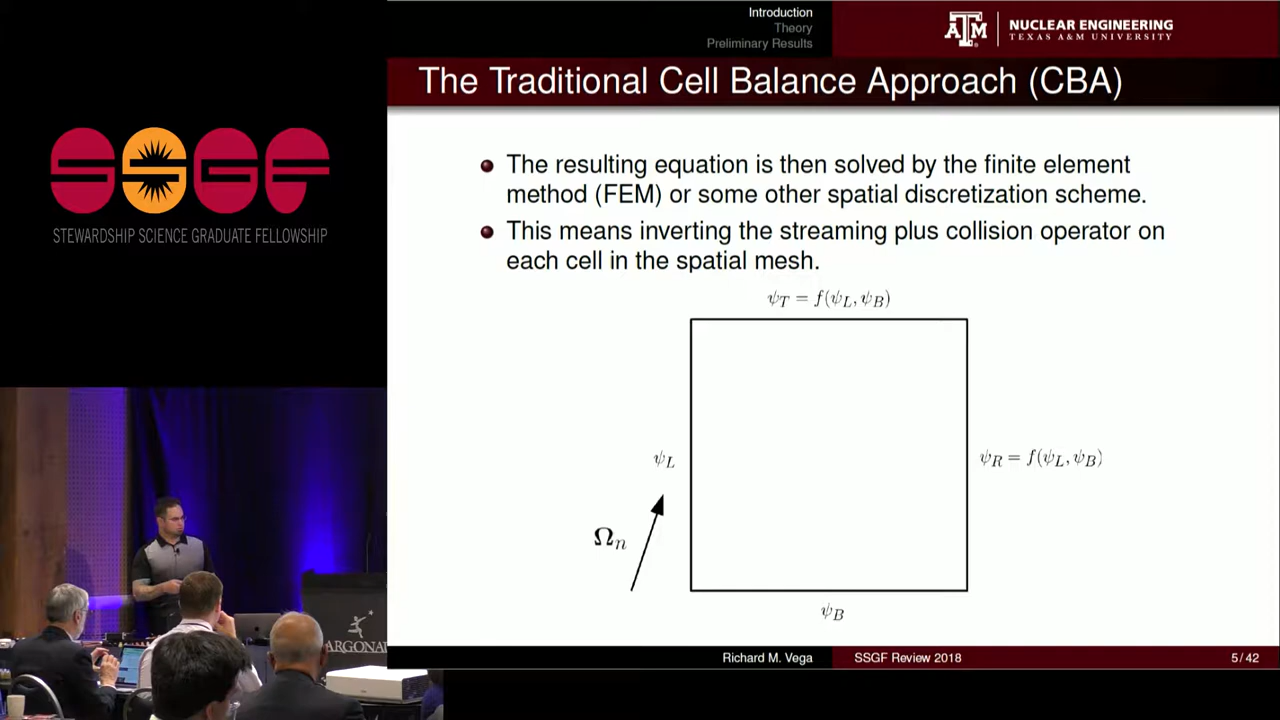 Introduction
Theory
Preliminary Results
ATM
NUCLEAR ENGINEERING
TEXAS A&M UNIVERSITY
The Traditional Cell Balance Approach (CBA)
SSGF
STEWARDSHIP SCIENCE GRADUATE FELLOWSHIP
The resulting equation is then solved by the finite element
method (FEM) or some other spatial discretization scheme.
This means inverting the streaming plus collision operator on
each cell in the spatial mesh.
ψ_T = f(ψ_L, ψ_B)
ψ_L
ψ_R = f(ψ_L, ψ_B)
Ω_n
ψ_B
ARGONA
Richard M. Vega
SSGF Review 2018
5 / 42